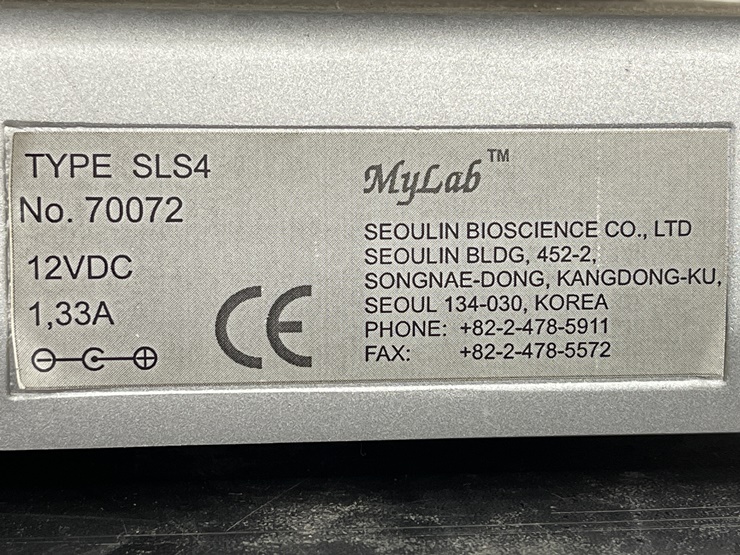 TYPE SLS4
No. 70072
12VDC
1,33A
CE
MyLab™
SEOULIN BIOSCIENCE CO., LTD
SEOULIN BLDG, 452-2,
SONGNAE-DONG, KANGDONG-KU,
SEOUL 134-030, KOREA
PHONE: +82-2-478-5911
FAX: +82-2-478-5572